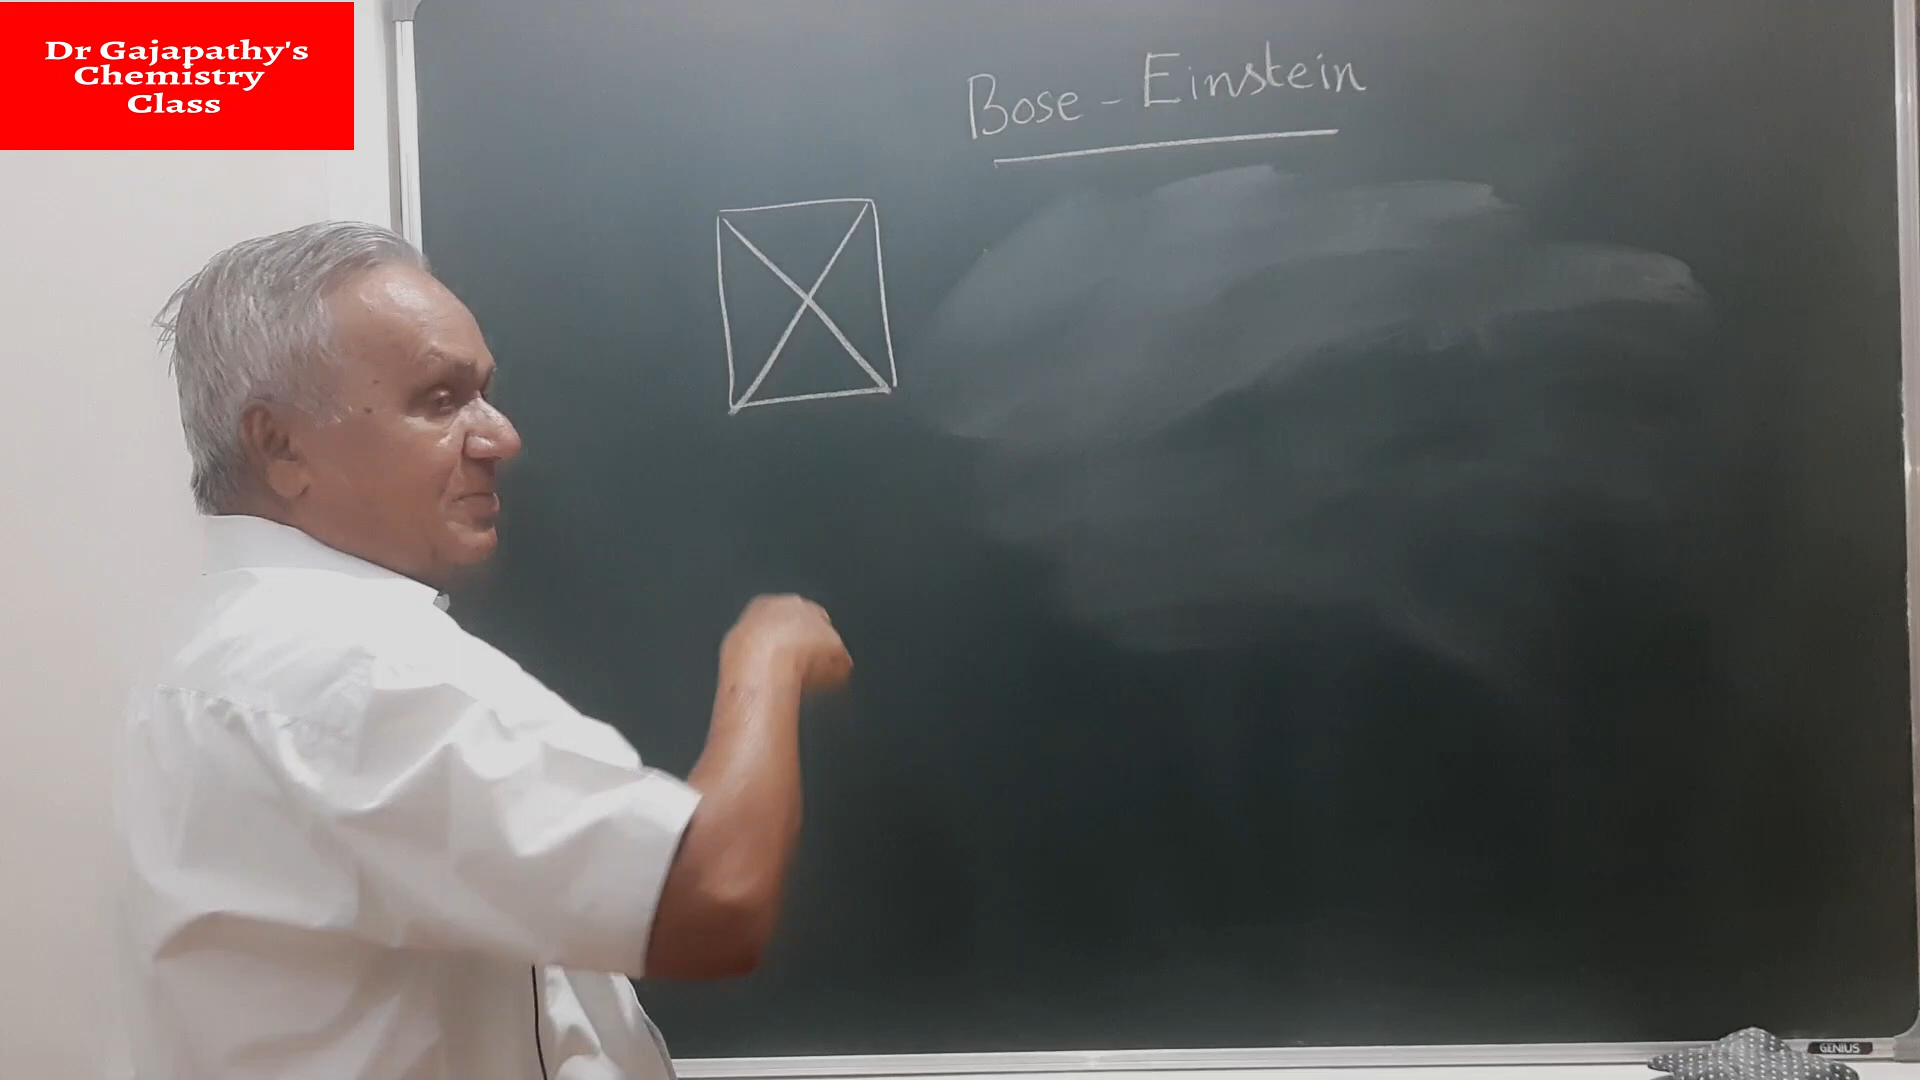 Dr Gajapathy's
Chemistry
Class
Bose - Einstein
GENIUS